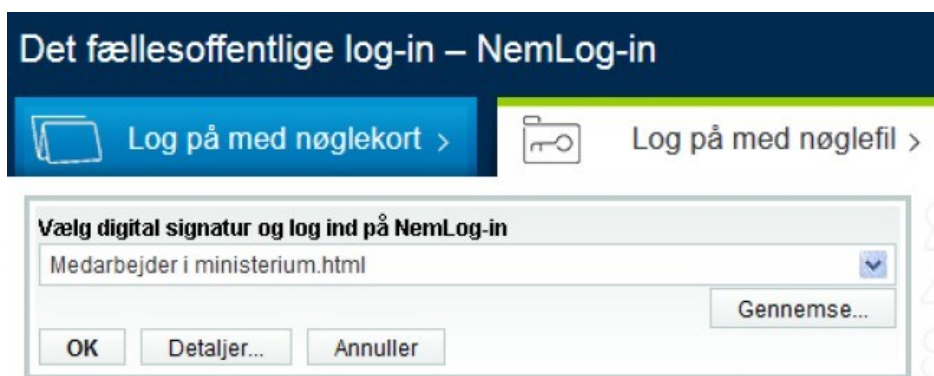 Det fællesoffentlige log-in – NemLog-in
Log på med nøglekort > Log på med nøglefil >
Vælg digital signatur og log ind på NemLog-in
Medarbejder i ministerium.html
Gennemse...
OK Detaljer... Annuller